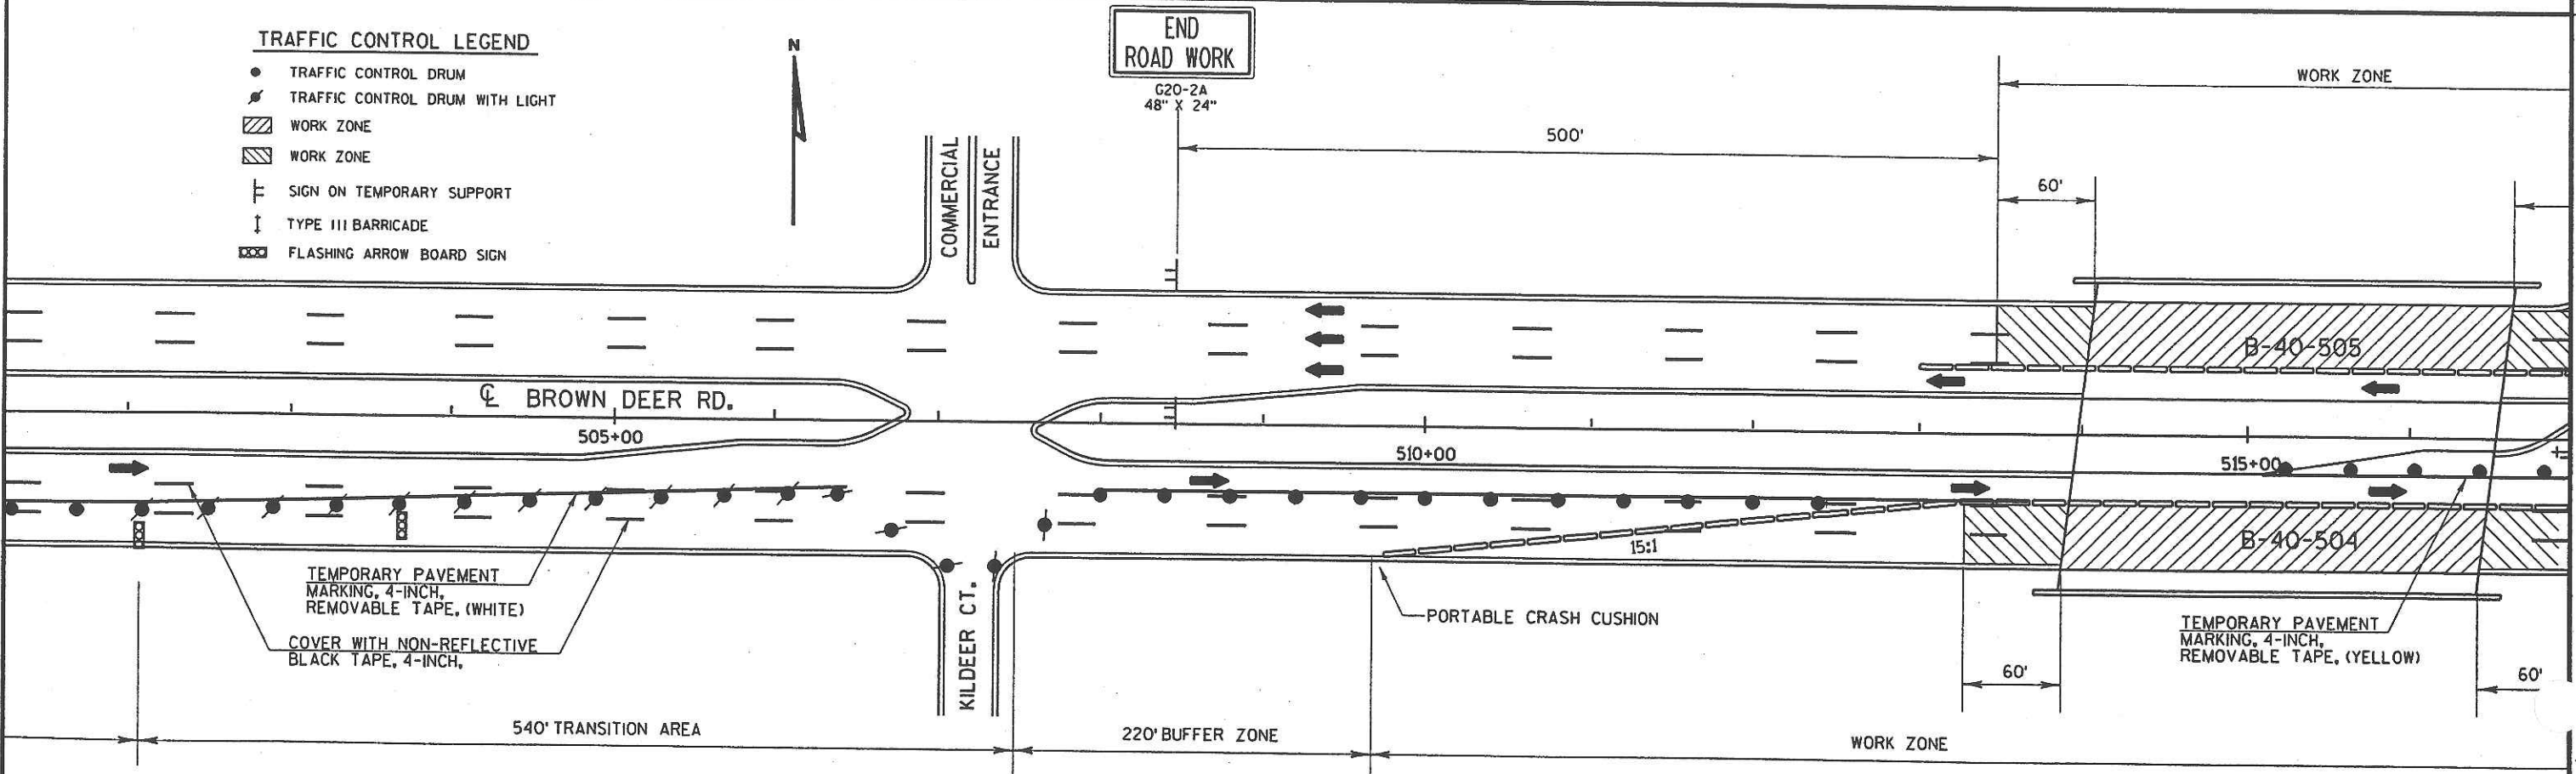 TRAFFIC CONTROL LEGEND
TRAFFIC CONTROL DRUM
TRAFFIC CONTROL DRUM WITH LIGHT
WORK ZONE
WORK ZONE
SIGN ON TEMPORARY SUPPORT
TYPE III BARRICADE
FLASHING ARROW BOARD SIGN
N
END
ROAD WORK
G20-2A
48" X 24"
WORK ZONE
500'
60'
COMMERCIAL
ENTRANCE
B-40-505
℄ BROWN DEER RD.
505+00
510+00
515+00
15:1
B-40-504
TEMPORARY PAVEMENT
MARKING, 4-INCH,
REMOVABLE TAPE, (WHITE)
COVER WITH NON-REFLECTIVE
BLACK TAPE, 4-INCH,
KILDEER CT.
PORTABLE CRASH CUSHION
TEMPORARY PAVEMENT
MARKING, 4-INCH,
REMOVABLE TAPE, (YELLOW)
60'
60'
540' TRANSITION AREA
220' BUFFER ZONE
WORK ZONE